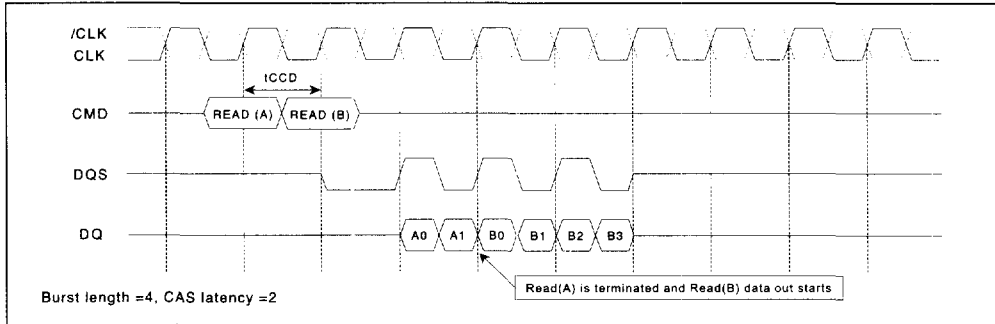 /CLK
CLK
tCCD
CMD
READ (A)
READ (B)
DQS
DQ
A0
A1
B0
B1
B2
B3
Read(A) is terminated and Read(B) data out starts
Burst length =4, CAS latency =2